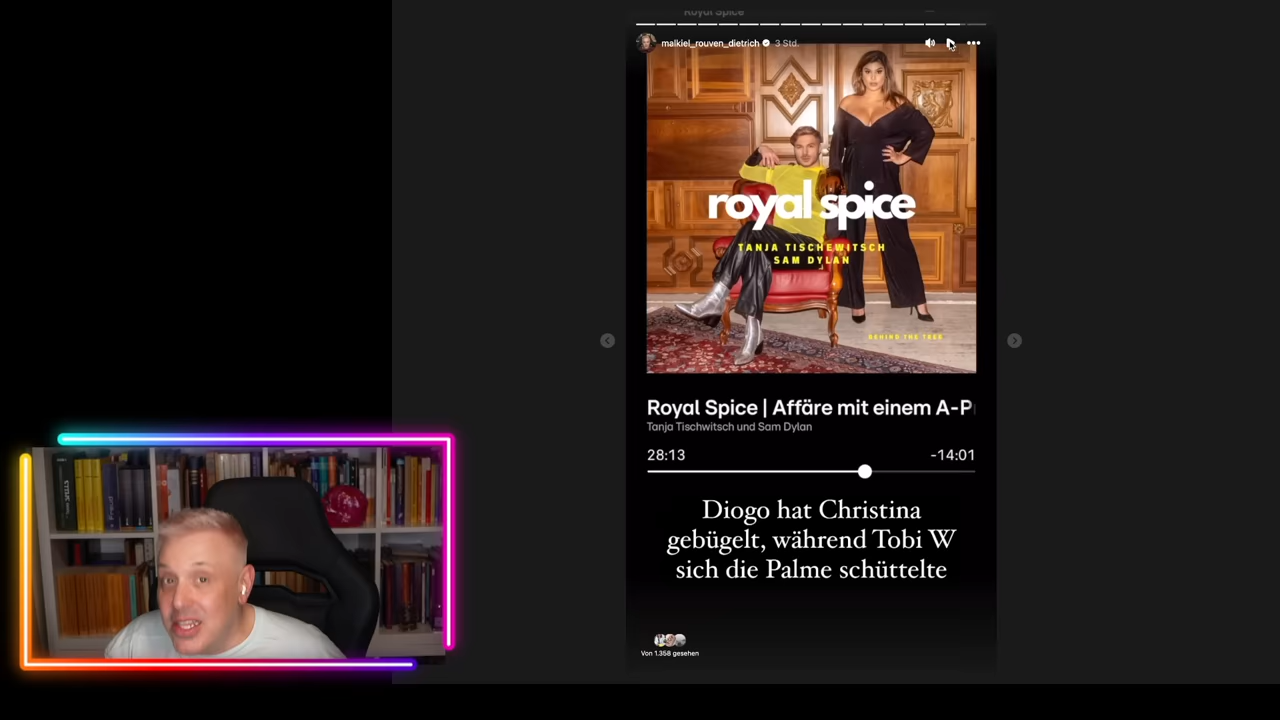 Royal Spice
malkiel_rouven_dietrich 3 Std.
royal spice
TANJA TISCHEWITSCH
SAM DYLAN
BEHIND THE TREE
Royal Spice | Affäre mit einem A-P
Tanja Tischwitsch und Sam Dylan
28:13 -14:01
Diogo hat Christina
gebügelt, während Tobi W
sich die Palme schüttelte
Von 1.358 gesehen